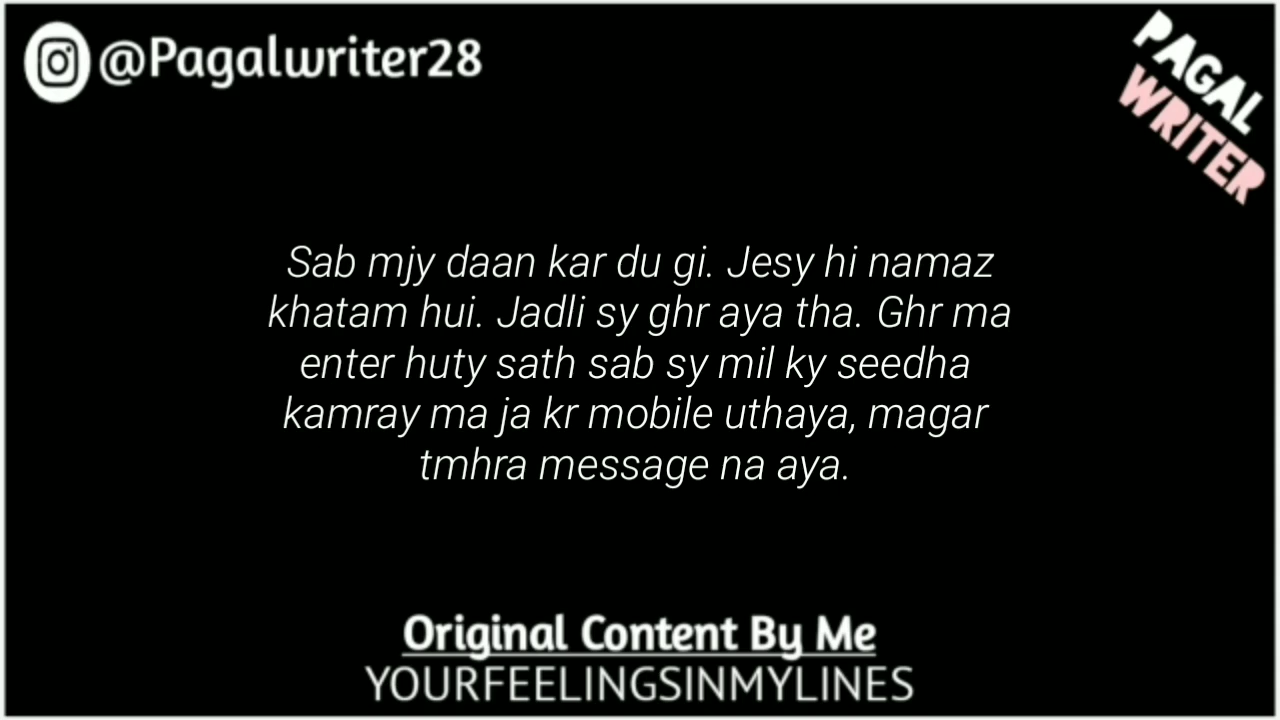 @Pagalwriter28
PAGAL
WRITER
Sab mjy daan kar du gi. Jesy hi namaz
khatam hui. Jadli sy ghr aya tha. Ghr ma
enter huty sath sab sy mil ky seedha
kamray ma ja kr mobile uthaya, magar
tmhra message na aya.
Original Content By Me
YOURFEELINGSINMYLINES